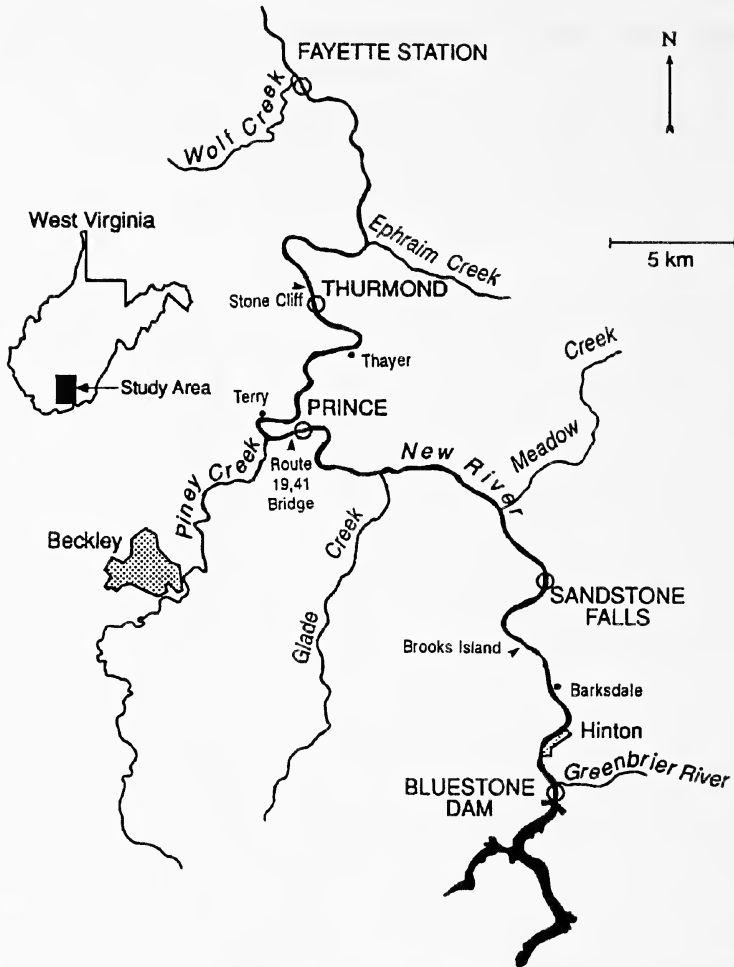 N
FAYETTE STATION
Wolf Creek
West Virginia
Ephraim Creek
5 km
THURMOND
Stone Cliff
Creek
Meadow
Thayer
Study Area
Terry
PRINCE
New River
Piney Creek
Route
19,41
Bridge
Beckley
Creek
Glade
SANDSTONE
FALLS
Brooks Island
Barksdale
Hinton
Greenbrier River
BLUESTONE
DAM